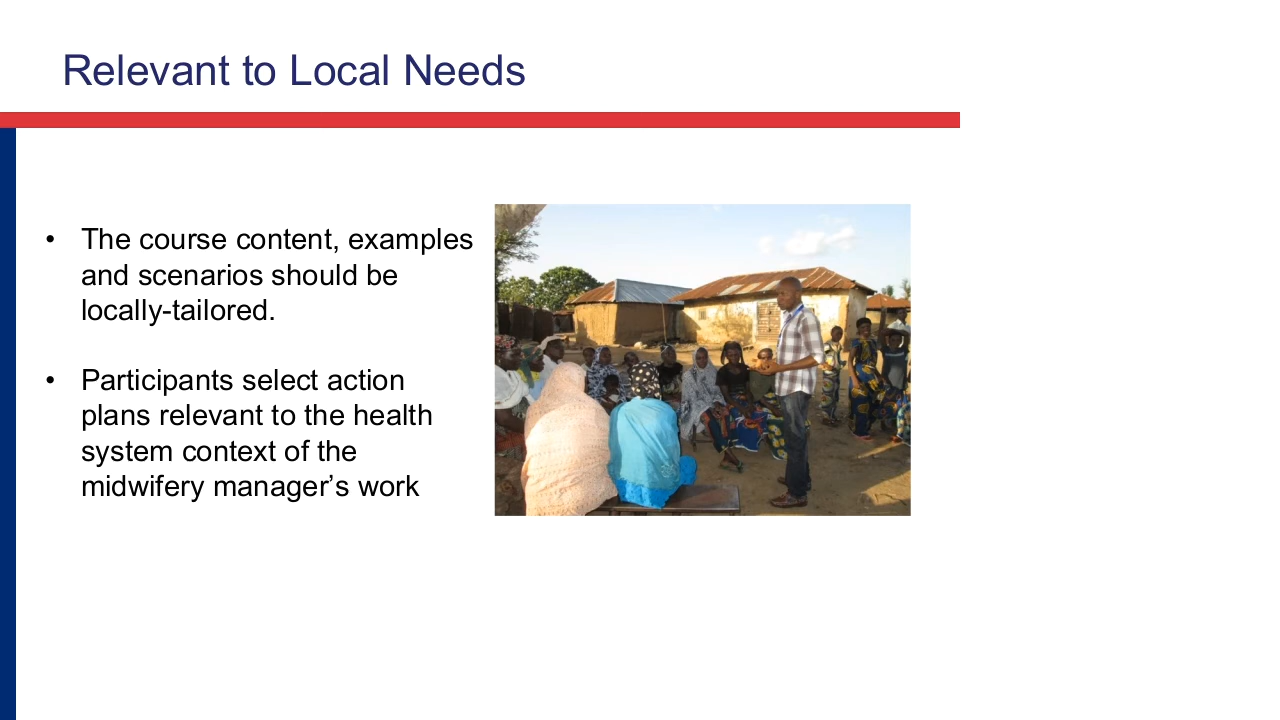 Relevant to Local Needs
• The course content, examples
and scenarios should be
locally-tailored.
• Participants select action
plans relevant to the health
system context of the
midwifery manager’s work